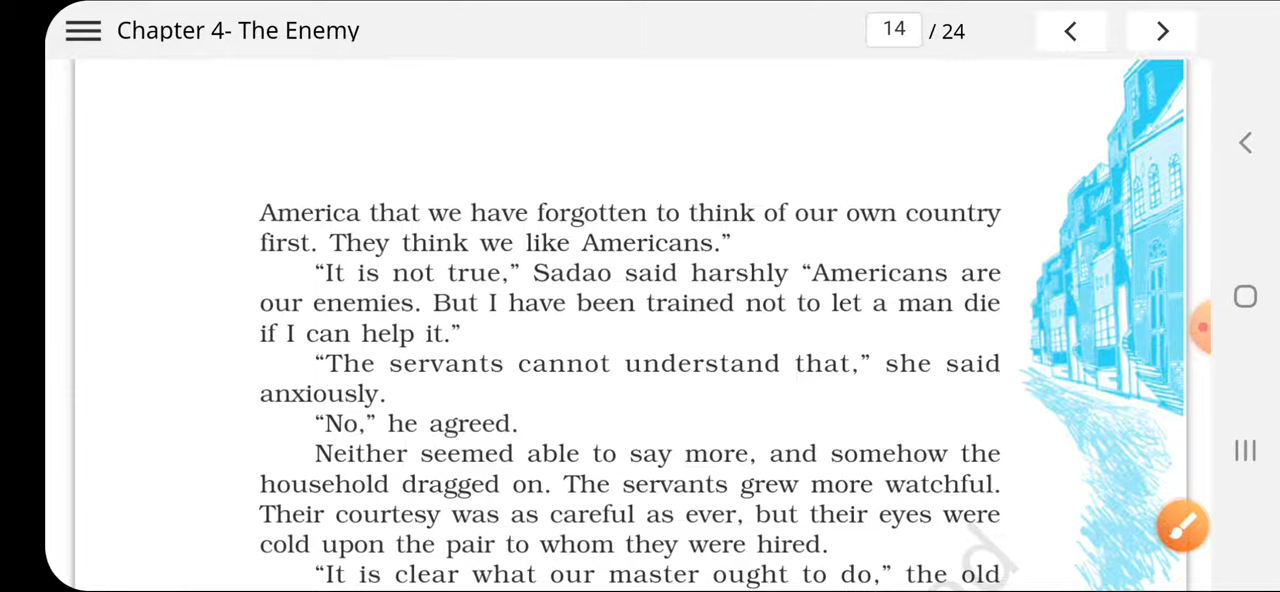 Chapter 4- The Enemy
14 / 24
America that we have forgotten to think of our own country
first. They think we like Americans.”
“It is not true,” Sadao said harshly “Americans are
our enemies. But I have been trained not to let a man die
if I can help it.”
“The servants cannot understand that,” she said
anxiously.
“No,” he agreed.
Neither seemed able to say more, and somehow the
household dragged on. The servants grew more watchful.
Their courtesy was as careful as ever, but their eyes were
cold upon the pair to whom they were hired.
“It is clear what our master ought to do,” the old